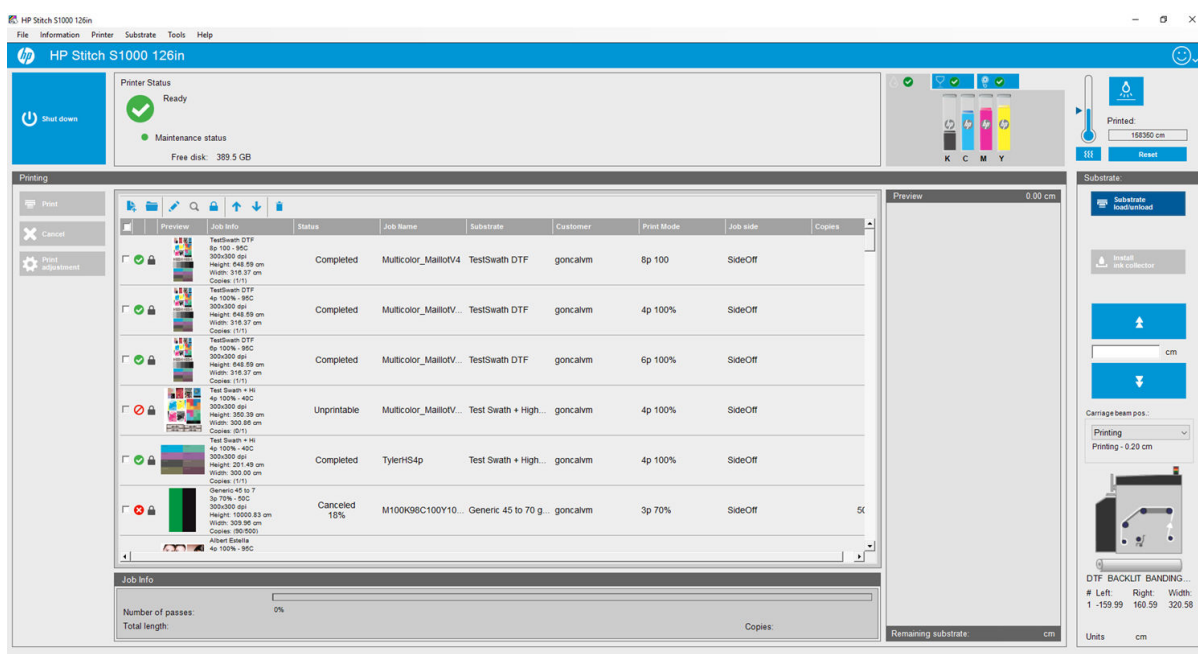 HP Stitch S1000 126in
File Information Printer Substrate Tools Help
hp HP Stitch S1000 126in
Shut down
Printer Status
Ready
Maintenance status
Free disk: 389.5 GB
K C M Y
Printed:
158350 cm
Reset
Printing
Print
Cancel
Print
adjustment
Preview Job Info Status Job Name Substrate Customer Print Mode Job side Copies
TestSwath DTF
8p 100 - 95C
300x300 dpi
Height: 648.59 cm
Width: 316.37 cm
Copies: (1/1)
Completed Multicolor_MaillotV4 TestSwath DTF goncalvm 8p 100 SideOff
TestSwath DTF
4p 100% - 95C
300x300 dpi
Height: 648.59 cm
Width: 316.37 cm
Copies: (1/1)
Completed Multicolor_MaillotV... TestSwath DTF goncalvm 4p 100% SideOff
TestSwath DTF
6p 100% - 95C
300x300 dpi
Height: 648.59 cm
Width: 316.37 cm
Copies: (1/1)
Completed Multicolor_MaillotV... TestSwath DTF goncalvm 6p 100% SideOff
Test Swath + Hi
4p 100% - 40C
300x300 dpi
Height: 350.39 cm
Width: 300.86 cm
Copies: (0/1)
Unprintable Multicolor_MaillotV... Test Swath + High... goncalvm 4p 100% SideOff
Test Swath + Hi
4p 100% - 40C
300x300 dpi
Height: 201.49 cm
Width: 300.00 cm
Copies: (1/1)
Completed TylerHS4p Test Swath + High... goncalvm 4p 100% SideOff
Generic 45 to 7
3p 70% - 50C
300x300 dpi
Height: 10000.83 cm
Width: 309.96 cm
Copies: (90/500)
Canceled
18%
M100K98C100Y10... Generic 45 to 70 g... goncalvm 3p 70% SideOff 50
Albert Estella
4p 100% - 95C
Job Info
0%
Number of passes:
Total length:
Copies:
Preview 0.00 cm
Remaining substrate: cm
Substrate:
Substrate
load/unload
Install
ink collector
cm
Carriage beam pos.:
Printing
Printing - 0.20 cm
DTF BACKLIT BANDING...
# Left: Right: Width:
1 -159.99 160.59 320.58
Units cm